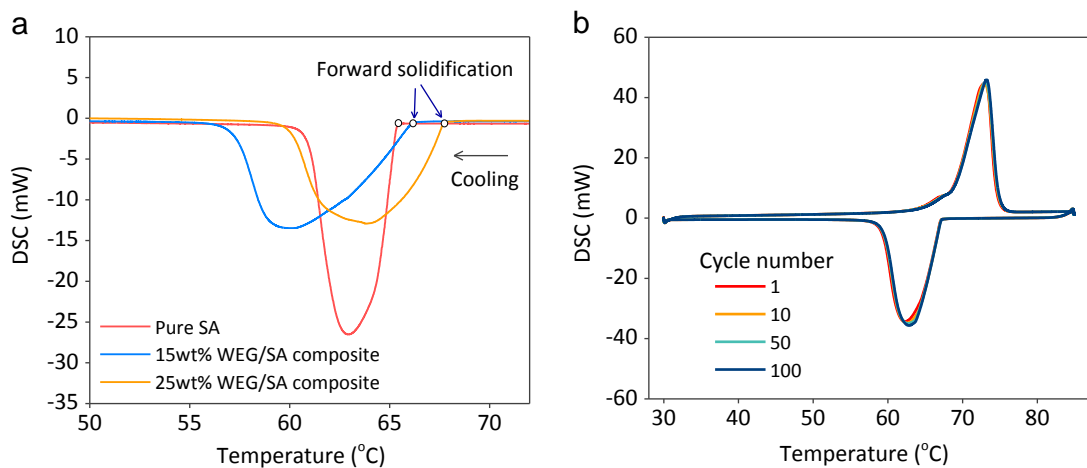 a
10
5
0
-5
-10
-15
-20
-25
-30
-35
DSC (mW)
Forward solidification
Cooling
Pure SA
15wt% WEG/SA composite
25wt% WEG/SA composite
50
60
70
Temperature (°C)
b
60
40
20
0
-20
-40
-60
DSC (mW)
Cycle number
1
10
50
100
30
40
50
60
70
80
Temperature (°C)